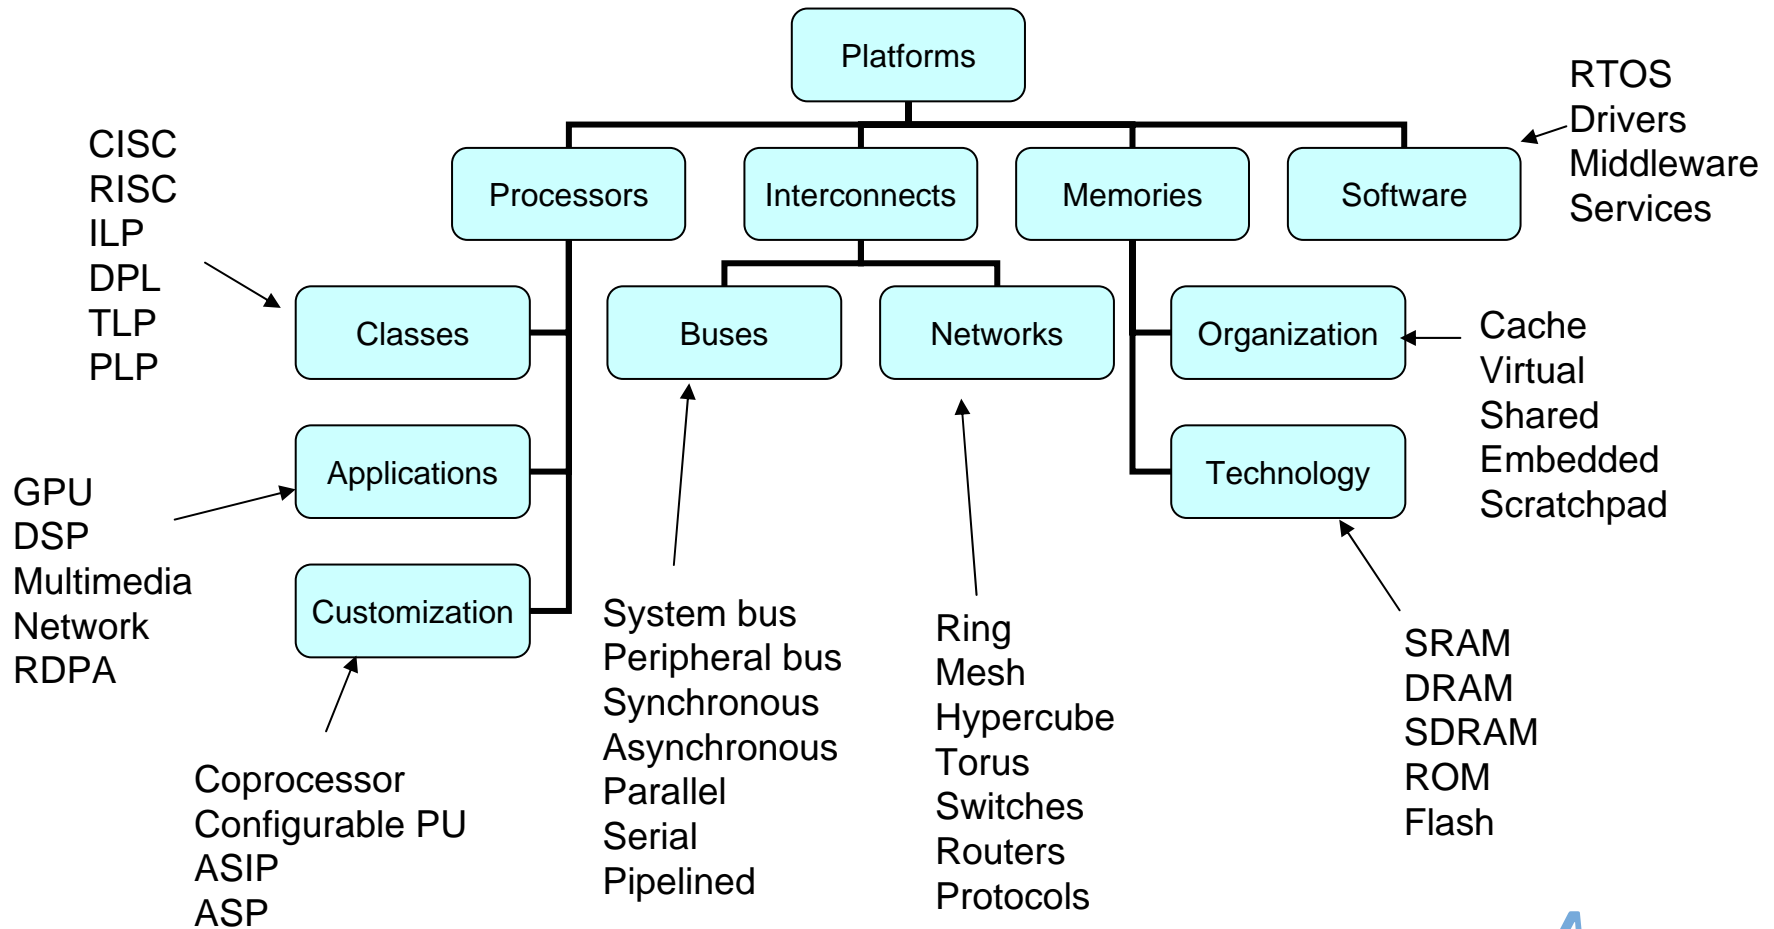 Platforms
RTOS
Drivers
Middleware
Services
CISC
RISC
ILP
DPL
TLP
PLP
Processors
Interconnects
Memories
Software
Classes
Buses
Networks
Organization
Cache
Virtual
Shared
Embedded
Scratchpad
Applications
Technology
GPU
DSP
Multimedia
Network
RDPA
Customization
System bus
Peripheral bus
Synchronous
Asynchronous
Parallel
Serial
Pipelined
Ring
Mesh
Hypercube
Torus
Switches
Routers
Protocols
SRAM
DRAM
SDRAM
ROM
Flash
Coprocessor
Configurable PU
ASIP
ASP